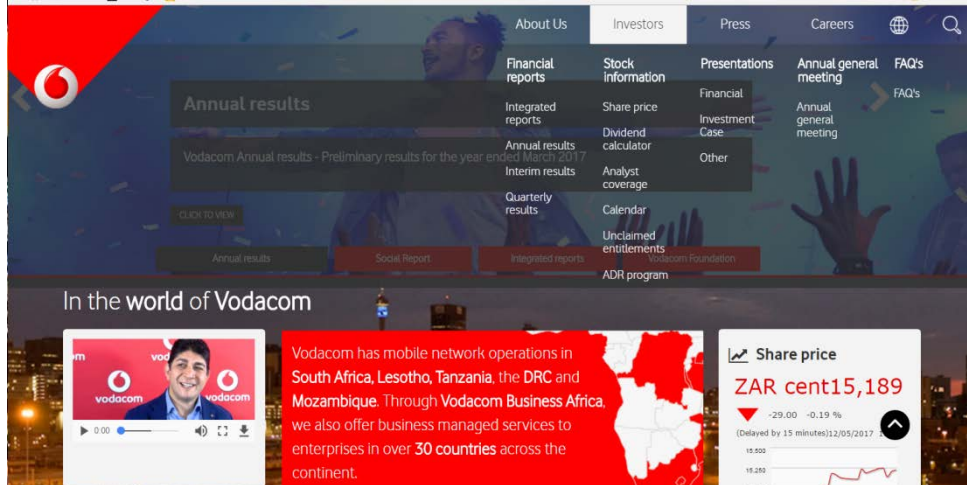 About Us Investors Press Careers
Financial reports
Integrated reports
Annual results
Interim results
Quarterly results
Stock information
Share price
Dividend calculator
Analyst coverage
Calendar
Unclaimed entitlements
ADR program
Presentations
Financial
Investment Case
Other
Annual general meeting
Annual general meeting
FAQ's
FAQ's
Annual results
Vodacom Annual results - Preliminary results for the year ended March 2017
CLICK TO VIEW
Annual results Social Report Integrated reports Vodacom Foundation
In the world of Vodacom
vodacom
vodacom
0:00
Vodacom has mobile network operations in
South Africa, Lesotho, Tanzania, the DRC and
Mozambique. Through Vodacom Business Africa,
we also offer business managed services to
enterprises in over 30 countries across the
continent.
Share price
ZAR cent15,189
-29.00 -0.19 %
(Delayed by 15 minutes)12/05/2017
15,500
15,250